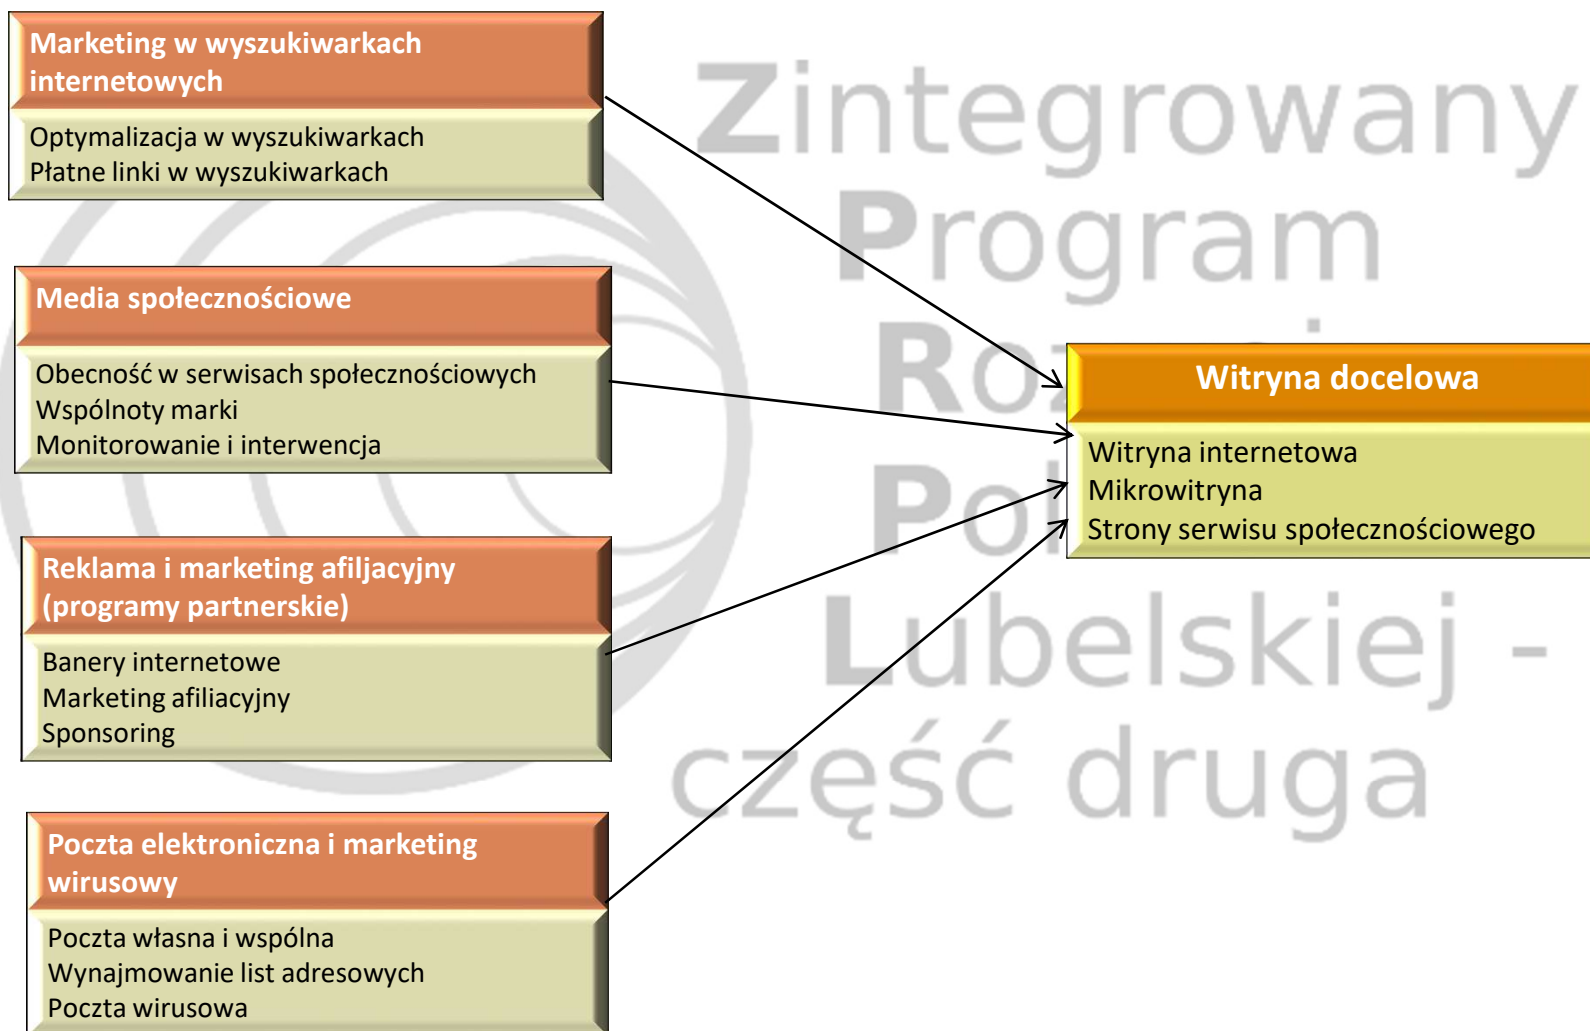 Marketing w wyszukiwarkach
internetowych
Optymalizacja w wyszukiwarkach
Płatne linki w wyszukiwarkach
Media społecznościowe
Obecność w serwisach społecznościowych
Wspólnoty marki
Monitorowanie i interwencja
Reklama i marketing afiljacyjny
(programy partnerskie)
Banery internetowe
Marketing afiliacyjny
Sponsoring
Poczta elektroniczna i marketing
wirusowy
Poczta własna i wspólna
Wynajmowanie list adresowych
Poczta wirusowa
Witryna docelowa
Witryna internetowa
Mikrowitryna
Strony serwisu społecznościowego
Zintegrowany
Program
Lubelskiej -
część druga